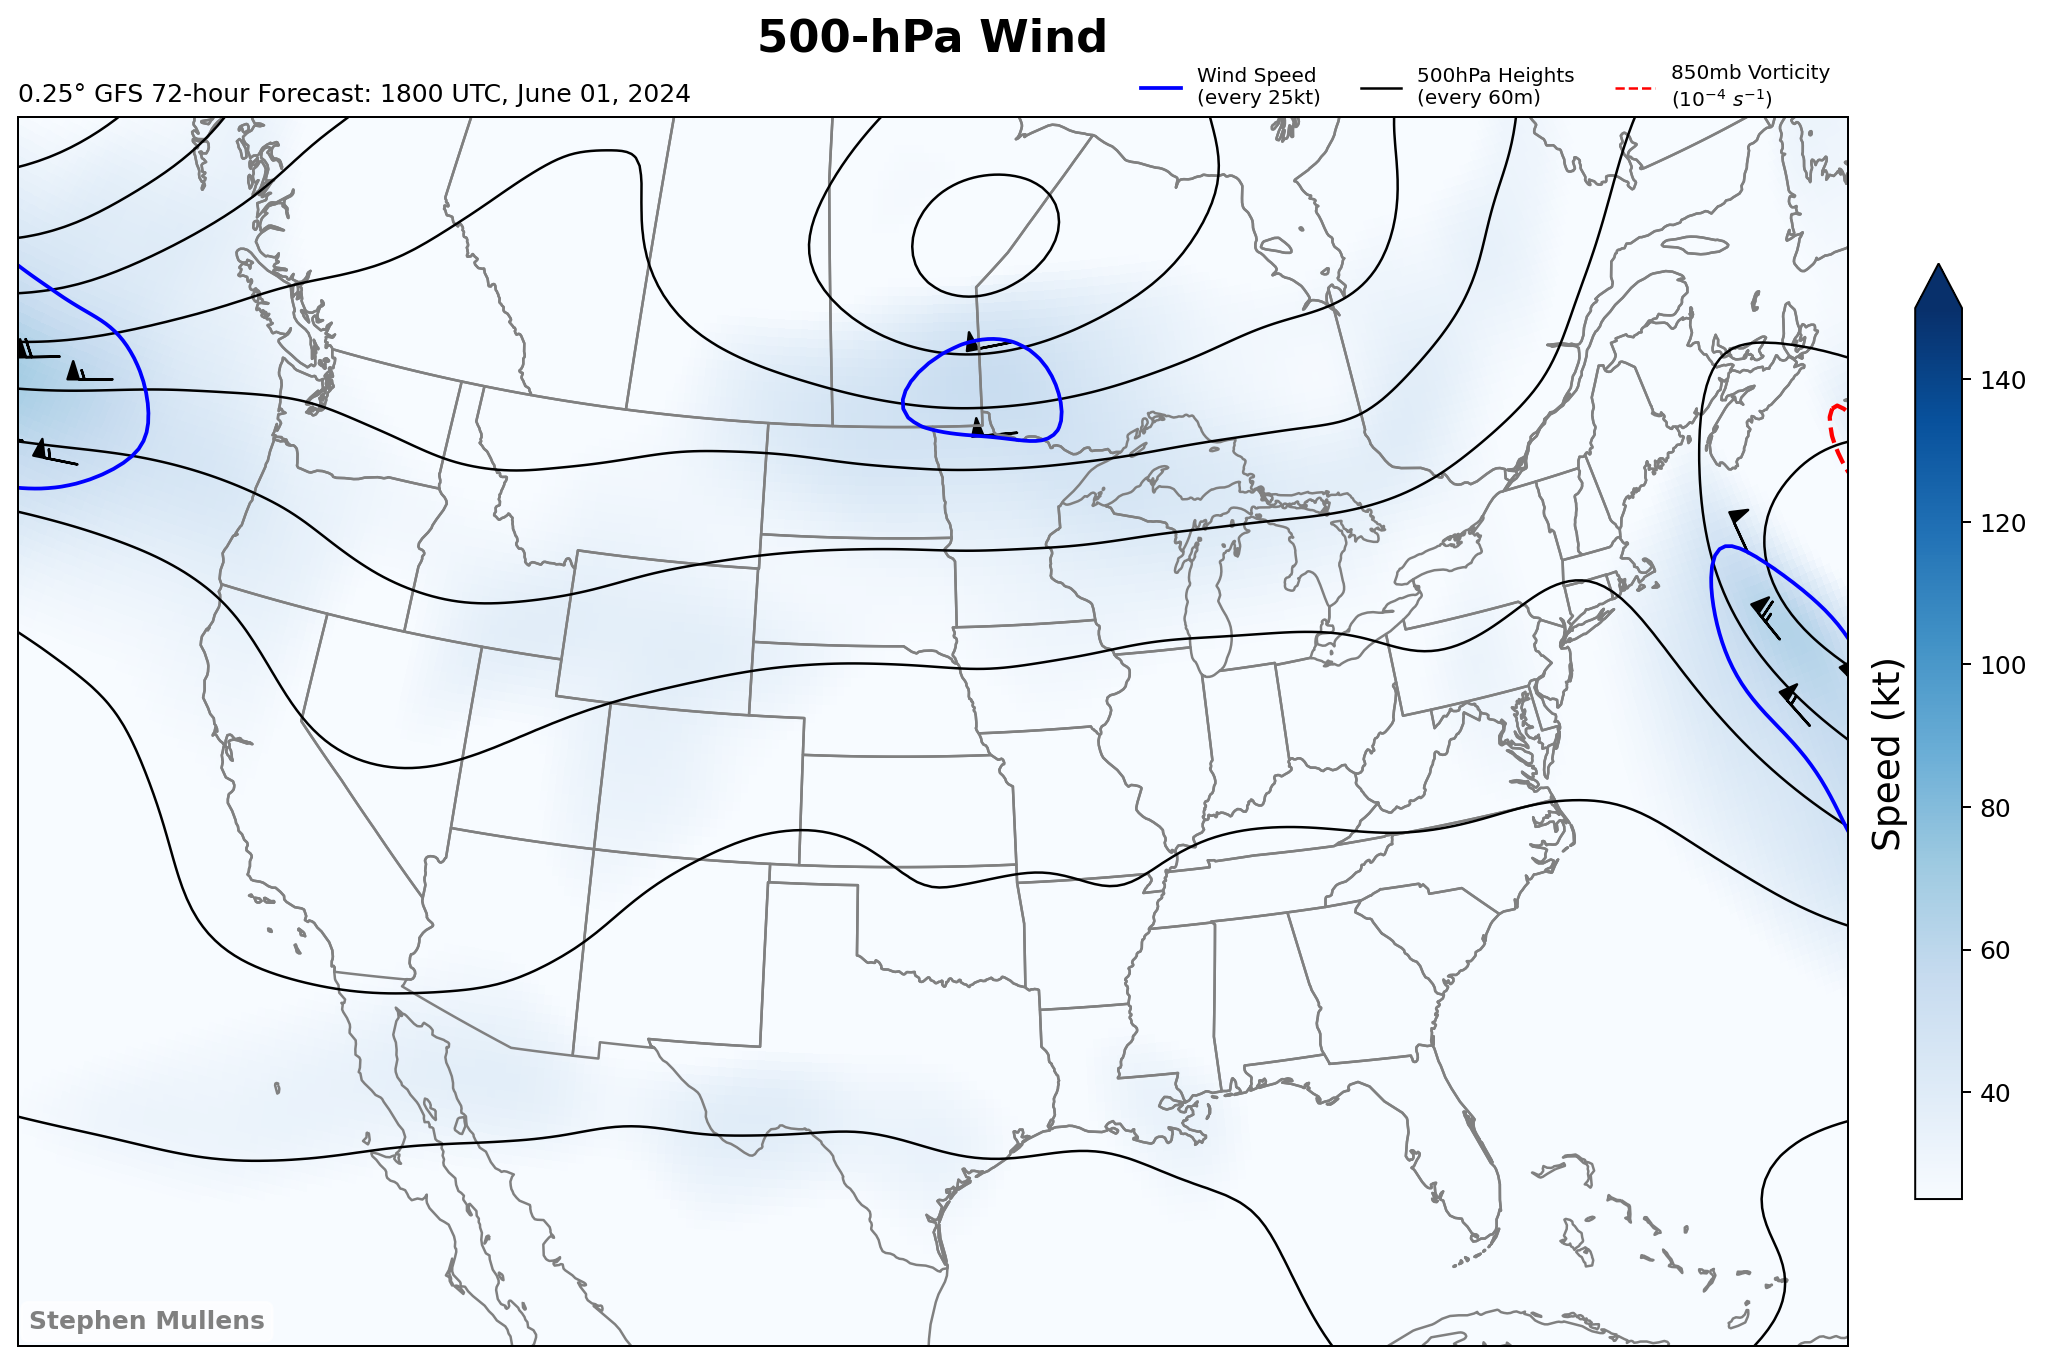 500-hPa Wind
0.25° GFS 72-hour Forecast: 1800 UTC, June 01, 2024
Wind Speed
(every 25kt)
500hPa Heights
(every 60m)
850mb Vorticity
(10⁻⁴ s⁻¹)
140
120
100
80
60
40
Speed (kt)
Stephen Mullens